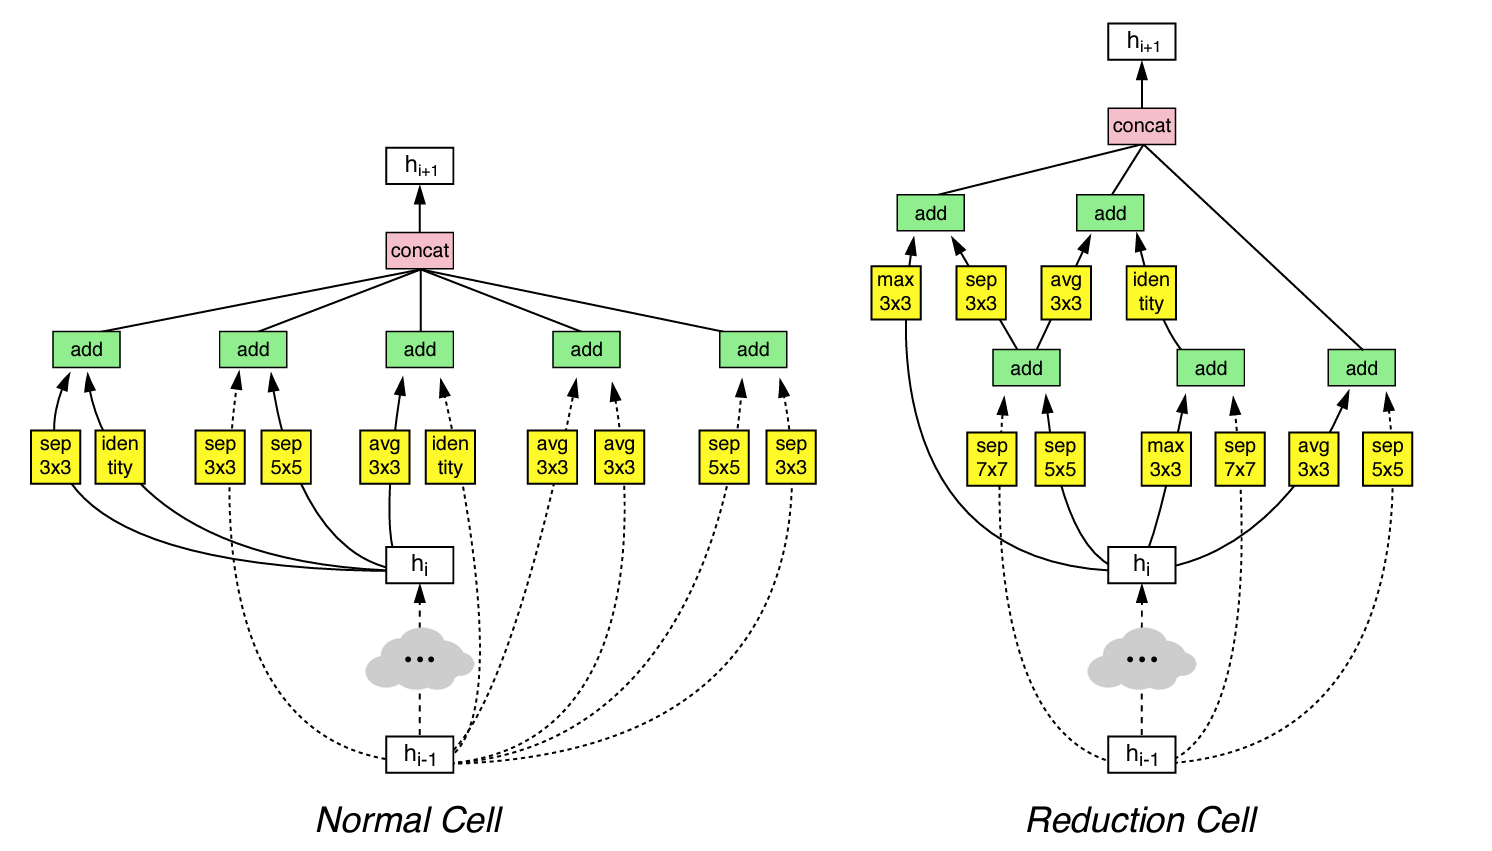 h_{i+1}
concat
add add add add add
sep iden sep sep avg iden avg avg sep sep
3x3 tity 3x3 5x5 3x3 tity 3x3 3x3 5x5 3x3
h_i
...
h_{i-1}
Normal Cell
h_{i+1}
concat
add add
max sep avg iden
3x3 3x3 3x3 tity
add add add
sep sep max sep avg sep
7x7 5x5 3x3 7x7 3x3 5x5
h_i
...
h_{i-1}
Reduction Cell